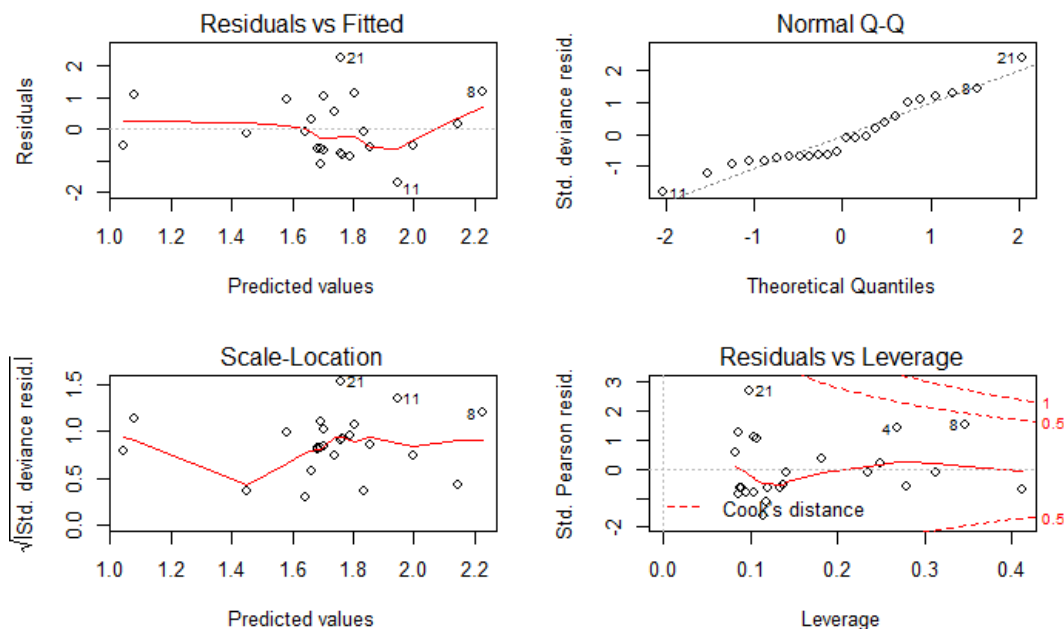 Residuals vs Fitted
Residuals
2
1
0
-2
21
8
11
1.0 1.2 1.4 1.6 1.8 2.0 2.2
Predicted values
Normal Q-Q
Std. deviance resid.
2
1
0
-1
21
8
11
-2 -1 0 1 2
Theoretical Quantiles
Scale-Location
√|Std. deviance resid.|
1.5
1.0
0.5
0.0
21
11
8
1.0 1.2 1.4 1.6 1.8 2.0 2.2
Predicted values
Residuals vs Leverage
Std. Pearson resid.
3
2
1
0
-2
21
4
8
1
0.5
0.5
Cook's distance
0.0 0.1 0.2 0.3 0.4
Leverage